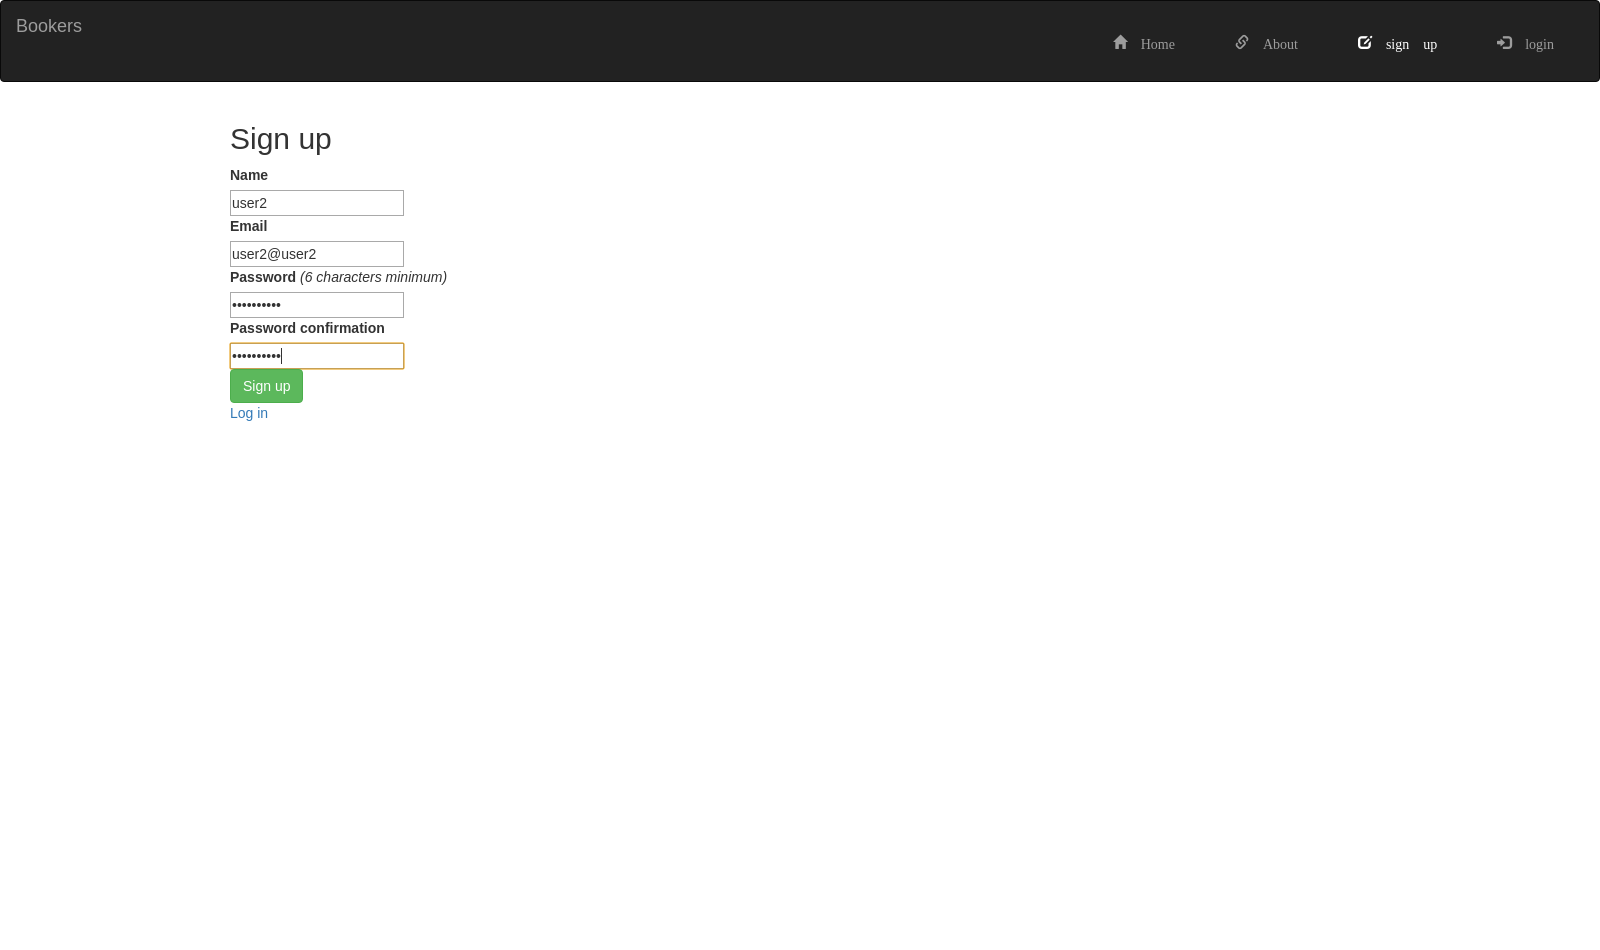 Bookers
Home About sign up login
Sign up
Name
user2
Email
user2@user2
Password (6 characters minimum)
••••••••••
Password confirmation
••••••••••
Sign up
Log in